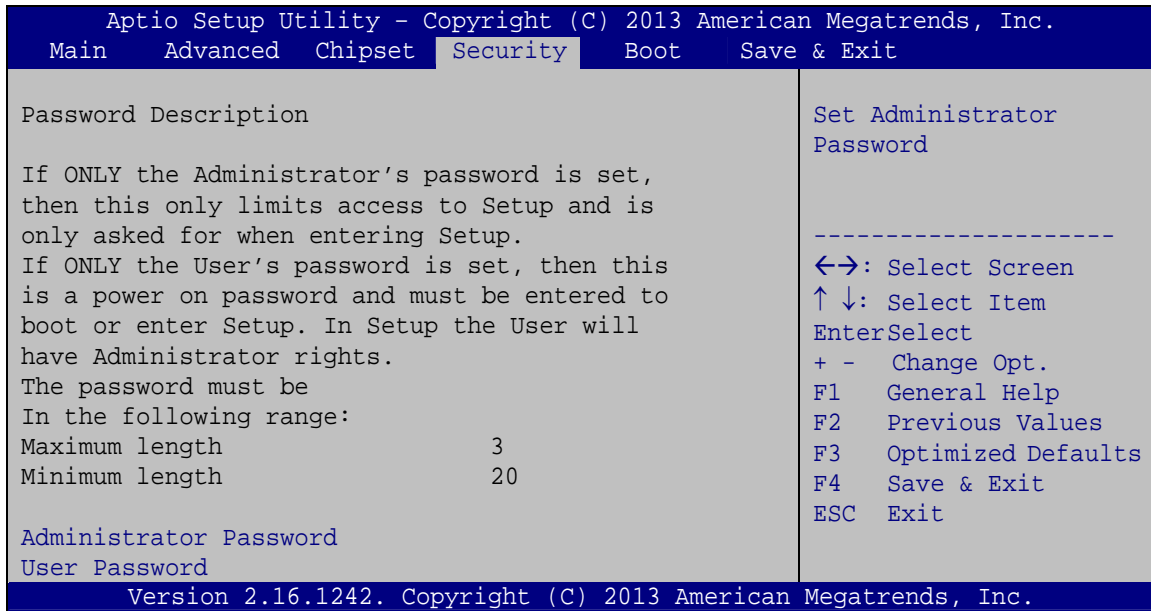 Aptio Setup Utility – Copyright (C) 2013 American Megatrends, Inc.
Main Advanced Chipset Security Boot Save & Exit
Password Description
If ONLY the Administrator’s password is set,
then this only limits access to Setup and is
only asked for when entering Setup.
If ONLY the User’s password is set, then this
is a power on password and must be entered to
boot or enter Setup. In Setup the User will
have Administrator rights.
The password must be
In the following range:
Maximum length 3
Minimum length 20
Administrator Password
User Password
Set Administrator
Password
---------------------
←→: Select Screen
↑ ↓: Select Item
EnterSelect
+ - Change Opt.
F1 General Help
F2 Previous Values
F3 Optimized Defaults
F4 Save & Exit
ESC Exit
Version 2.16.1242. Copyright (C) 2013 American Megatrends, Inc.